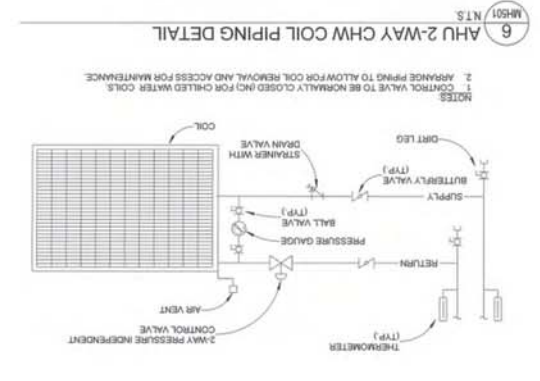 THERMOMETER
(TYP.)
2-WAY PRESSURE INDEPENDENT
CONTROL VALVE
AIR VENT
RETURN
PRESSURE GAUGE
BALL VALVE
(TYP.)
SUPPLY
BUTTERFLY VALVE
(TYP.)
STRAINER WITH
DRAIN VALVE
DIRT LEG
COIL
NOTES:
1. CONTROL VALVE TO BE NORMALLY CLOSED (NC) FOR CHILLED WATER COILS.
2. ARRANGE PIPING TO ALLOW FOR COIL REMOVAL AND ACCESS FOR MAINTENANCE.
6
MH501
AHU 2-WAY CHW COIL PIPING DETAIL
N.T.S.